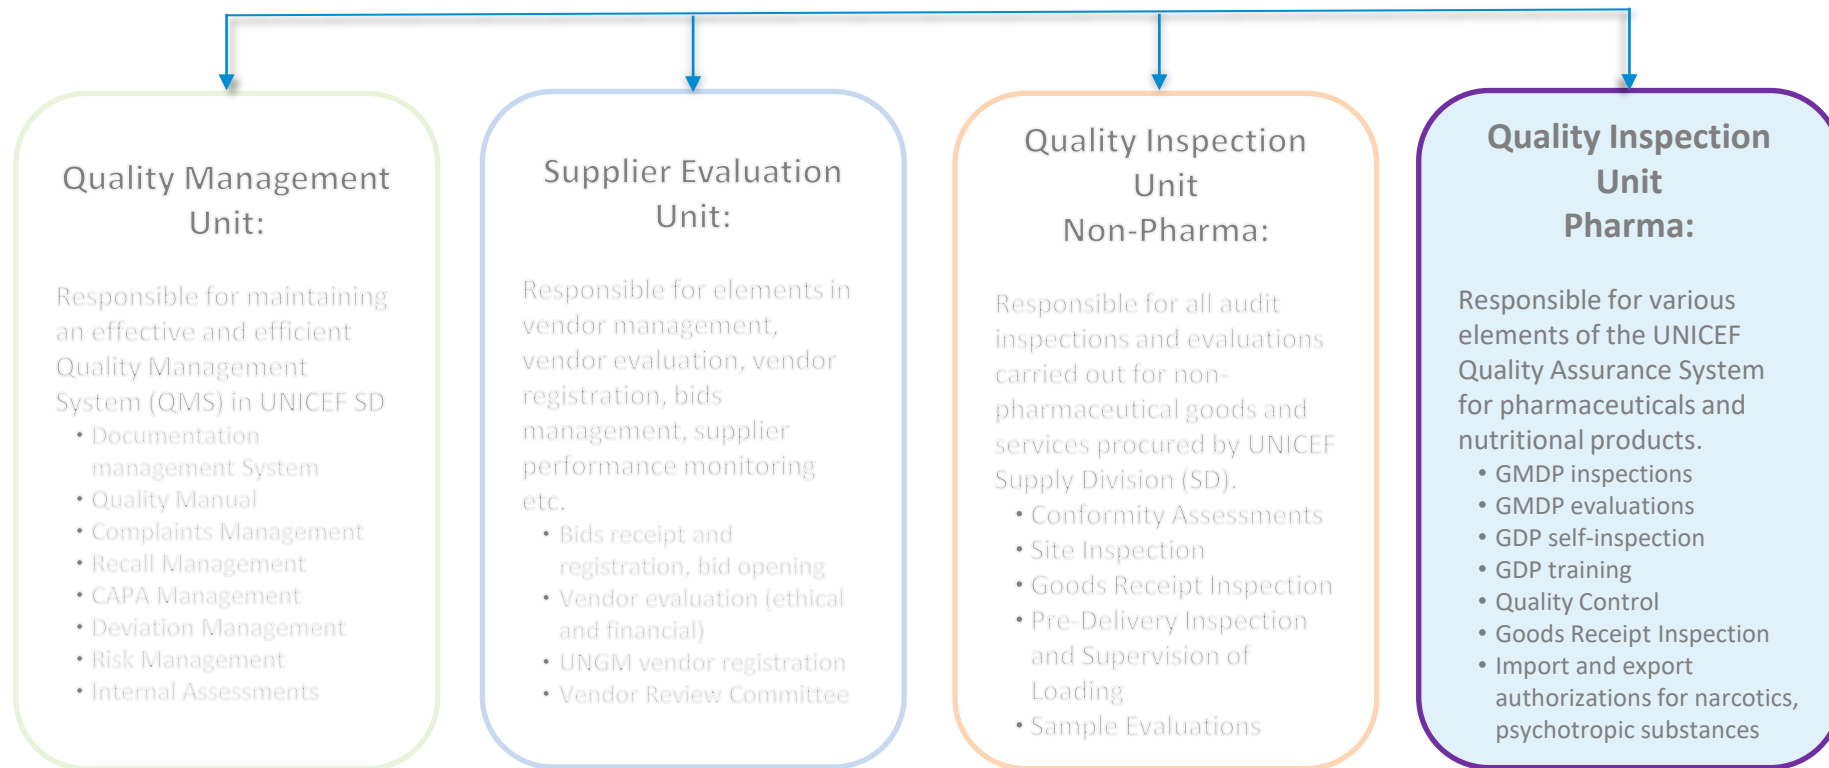 Quality Management
Unit:
Responsible for maintaining
an effective and efficient
Quality Management
System (QMS) in UNICEF SD
• Documentation
management System
• Quality Manual
• Complaints Management
• Recall Management
• CAPA Management
• Deviation Management
• Risk Management
• Internal Assessments
Supplier Evaluation
Unit:
Responsible for elements in
vendor management,
vendor evaluation, vendor
registration, bids
management, supplier
performance monitoring
etc.
• Bids receipt and
registration, bid opening
• Vendor evaluation (ethical
and financial)
• UNGM vendor registration
• Vendor Review Committee
Quality Inspection
Unit
Non-Pharma:
Responsible for all audit
inspections and evaluations
carried out for non-
pharmaceutical goods and
services procured by UNICEF
Supply Division (SD).
• Conformity Assessments
• Site Inspection
• Goods Receipt Inspection
• Pre-Delivery Inspection
and Supervision of
Loading
• Sample Evaluations
Quality Inspection
Unit
Pharma:
Responsible for various
elements of the UNICEF
Quality Assurance System
for pharmaceuticals and
nutritional products.
• GMDP inspections
• GMDP evaluations
• GDP self-inspection
• GDP training
• Quality Control
• Goods Receipt Inspection
• Import and export
authorizations for narcotics,
psychotropic substances